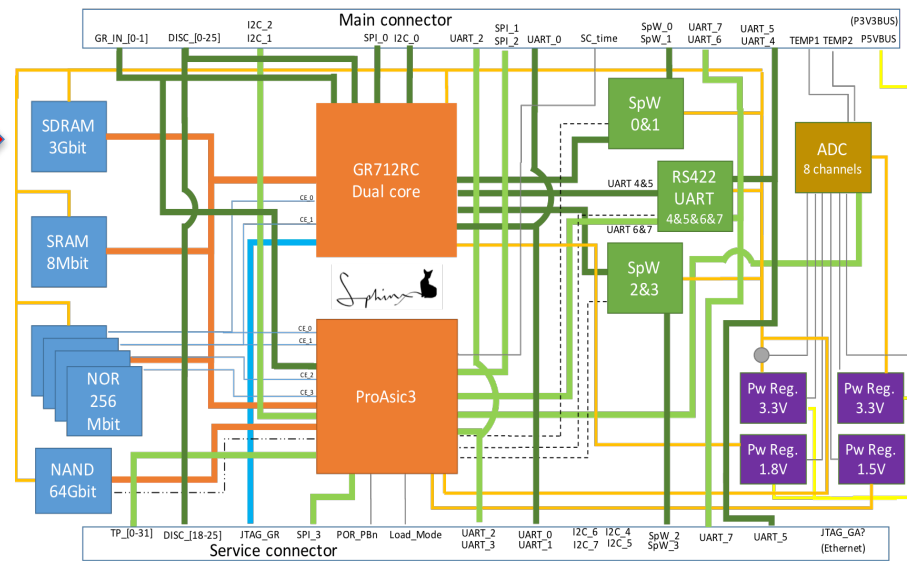 Main connector
GR_IN_[0-1]
DISC_[0-25]
I2C_2
I2C_1
SPI_0
I2C_0
UART_2
SPI_1
SPI_2
UART_0
SC_time
SpW_0
SpW_1
UART_7
UART_6
UART_5
UART_4
TEMP1
TEMP2
(P3V3BUS)
P5VBUS
SDRAM
3Gbit
GR712RC
Dual core
SpW
0&1
ADC
8 channels
UART 4&5
RS422
UART
4&5&6&7
UART 6&7
CE_0
CE_1
SRAM
8Mbit
SpW
2&3
Sphinx
CE_0
CE_1
CE_2
CE_3
ProAsic3
NOR
256
Mbit
Pw Reg.
3.3V
Pw Reg.
3.3V
Pw Reg.
1.8V
Pw Reg.
1.5V
NAND
64Gbit
TP_[0-31]
DISC_[18-25]
JTAG_GR
SPI_3
POR_PBn
Load_Mode
UART_2
UART_3
UART_0
UART_1
I2C_6
I2C_7
I2C_4
I2C_5
SpW_2
SpW_3
UART_7
UART_5
JTAG_GA?
(Ethernet)
Service connector